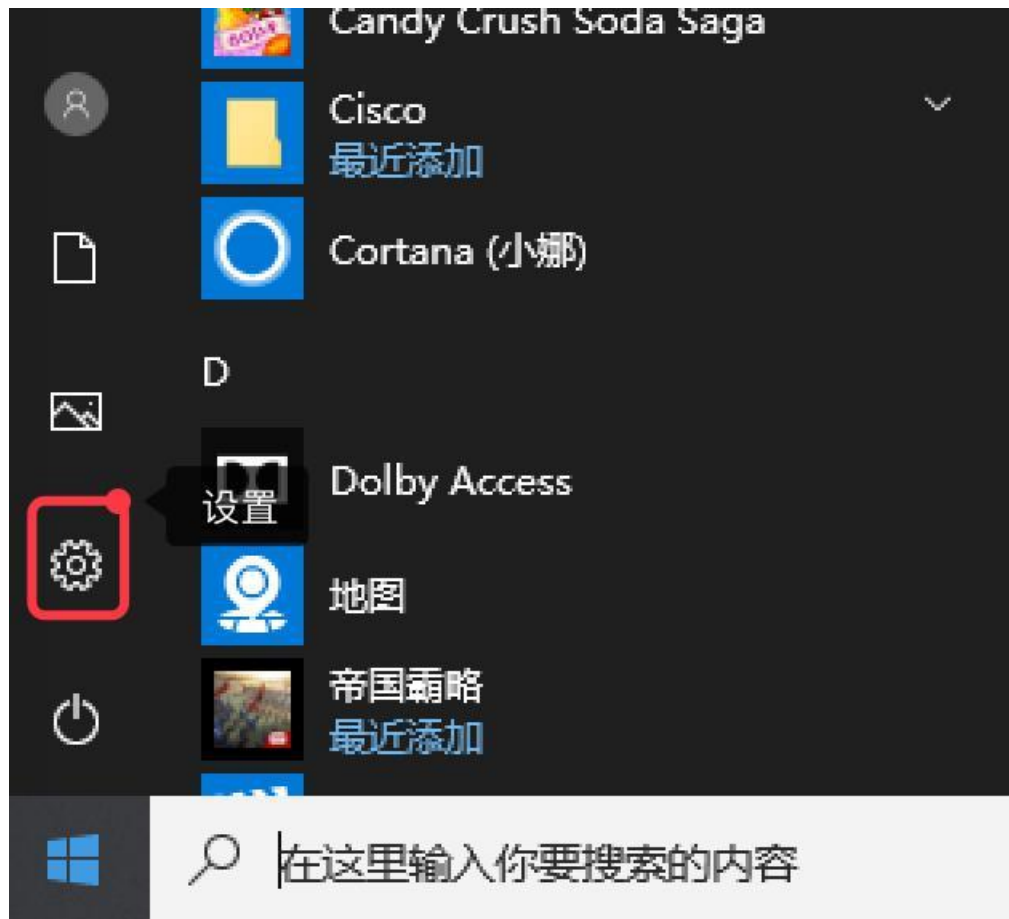 Candy Crush Soda Saga
Cisco
最近添加
Cortana (小娜)
D
Dolby Access
设置
地图
帝国霸略
最近添加
在这里输入你要搜索的内容